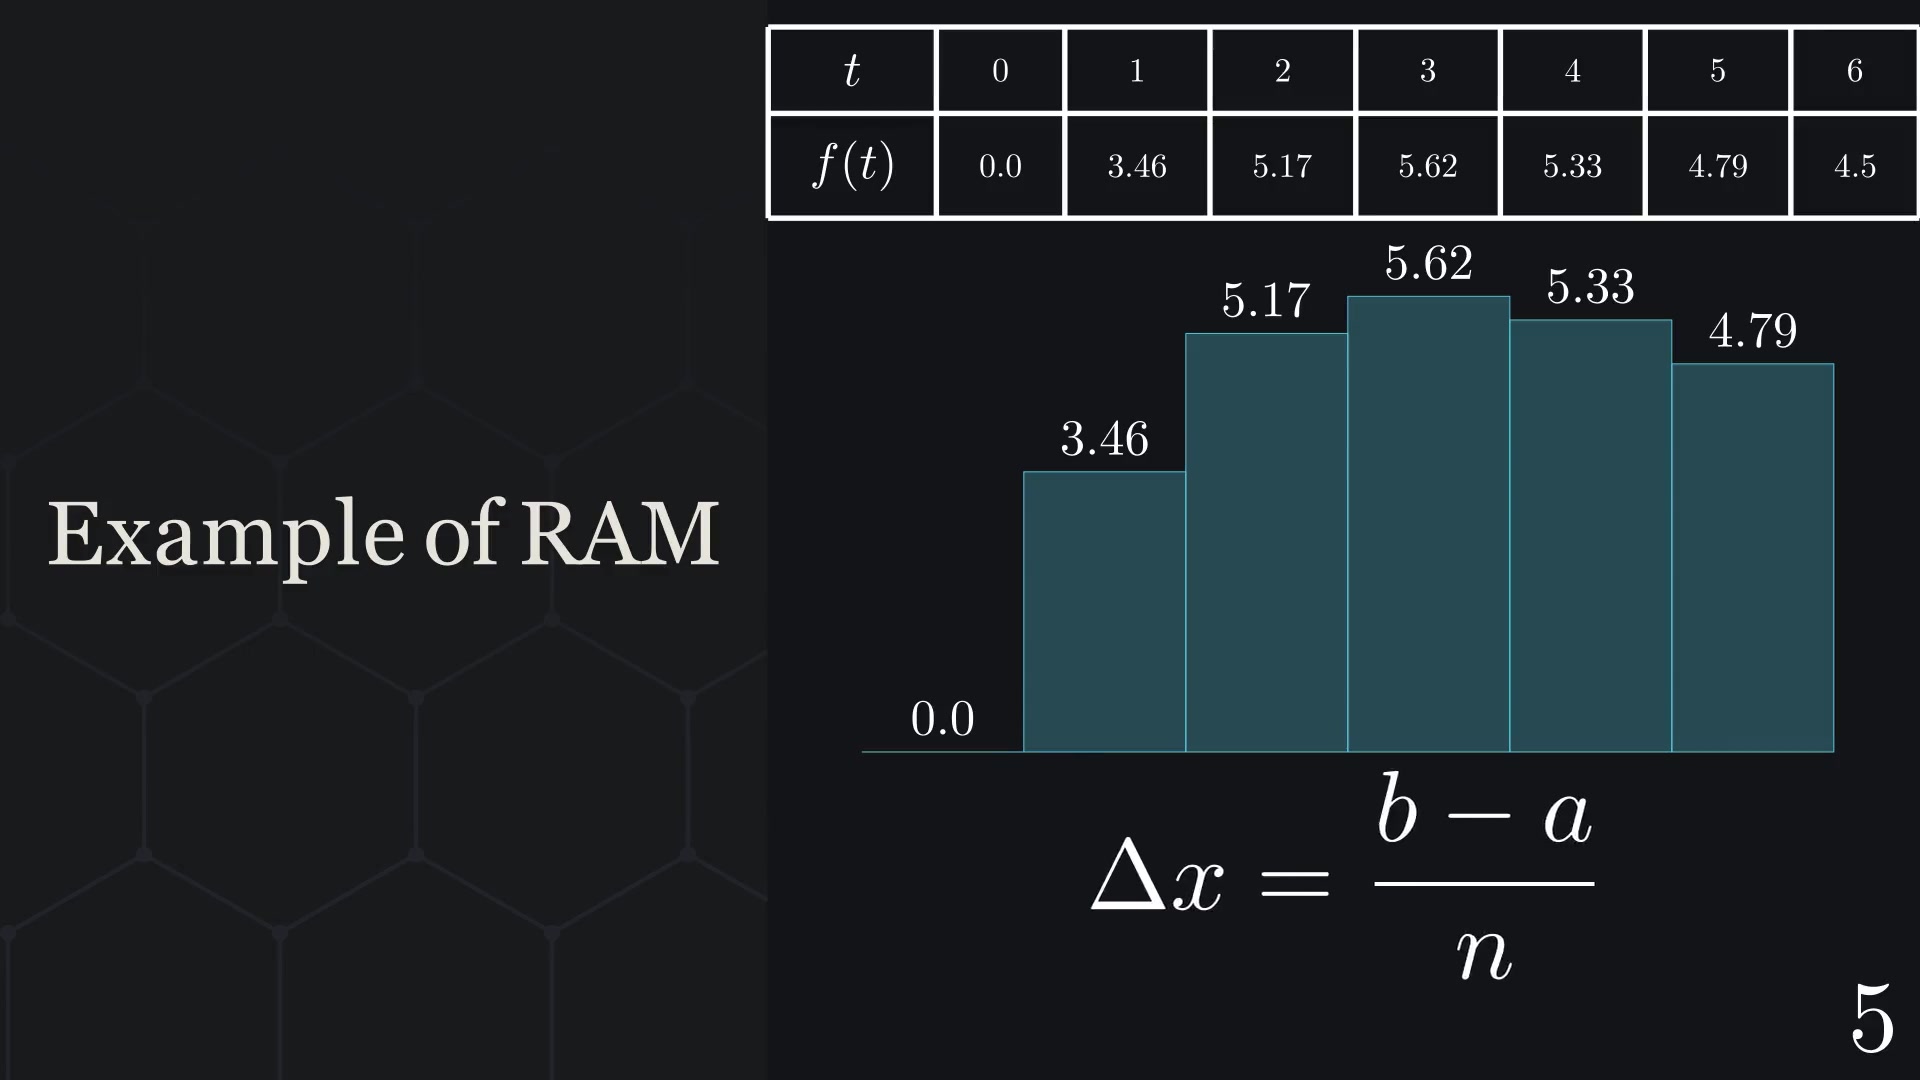 Example of RAM
t 0 1 2 3 4 5 6
f(t) 0.0 3.46 5.17 5.62 5.33 4.79 4.5
0.0 3.46 5.17 5.62 5.33 4.79
Δx = \frac{b - a}{n}
5